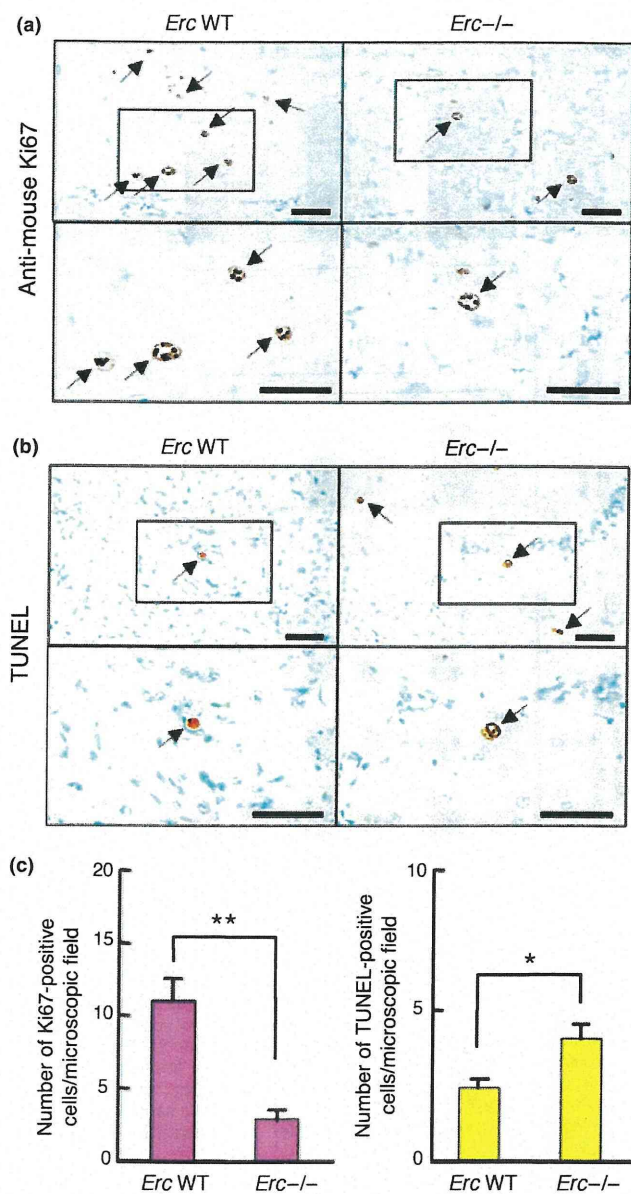 (a)
Erc WT
Erc–/–
Anti-mouse Ki67
(b)
Erc WT
Erc–/–
TUNEL
(c)
Number of Ki67-positive
cells/microscopic field
20
15
10
5
0
**
Erc WT
Erc–/–
Number of TUNEL-positive
cells/microscopic field
10
5
0
*
Erc WT
Erc–/–